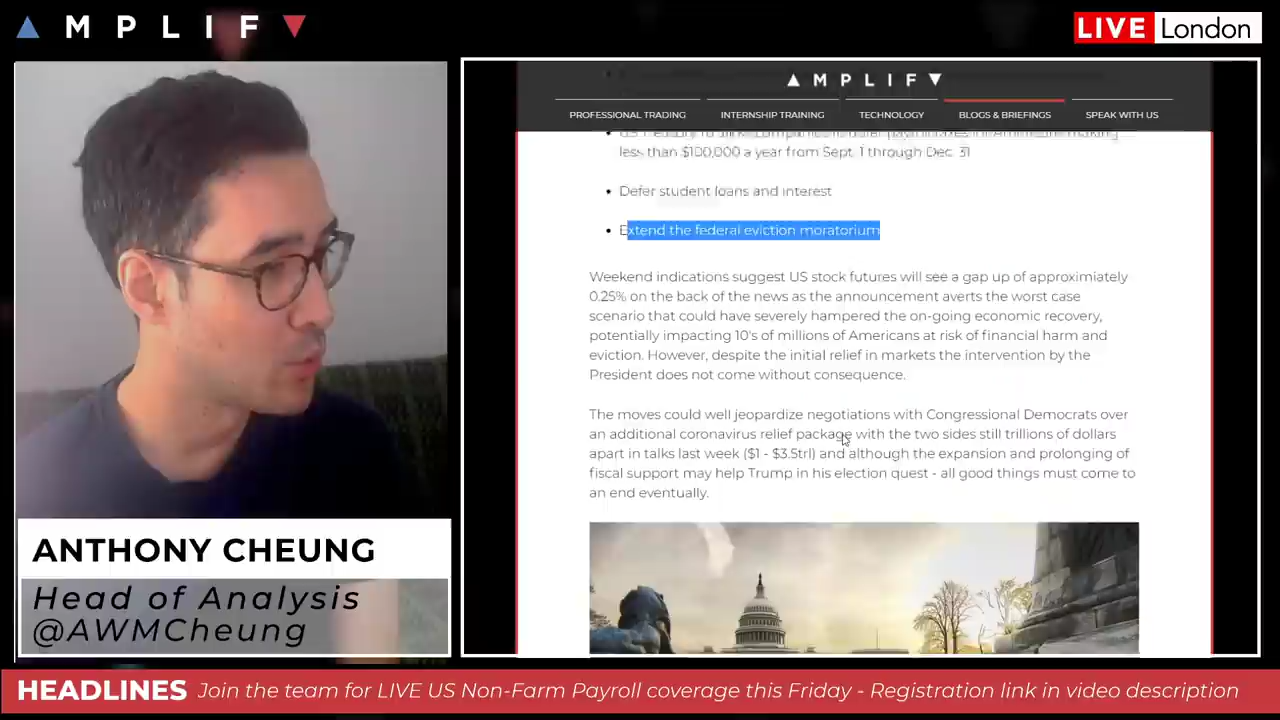 AMPLIFY
LIVE London
AMPLIFY
PROFESSIONAL TRADING
INTERNSHIP TRAINING
TECHNOLOGY
BLOGS & BRIEFINGS
SPEAK WITH US
less than $100,000 a year from Sept. 1 through Dec. 31
Defer student loans and interest
Extend the federal eviction moratorium
Weekend indications suggest US stock futures will see a gap up of approximiately
0.25% on the back of the news as the announcement averts the worst case
scenario that could have severely hampered the on-going economic recovery,
potentially impacting 10's of millions of Americans at risk of financial harm and
eviction. However, despite the initial relief in markets the intervention by the
President does not come without consequence.
The moves could well jeopardize negotiations with Congressional Democrats over
an additional coronavirus relief package with the two sides still trillions of dollars
apart in talks last week ($1 - $3.5trl) and although the expansion and prolonging of
fiscal support may help Trump in his election quest - all good things must come to
an end eventually.
ANTHONY CHEUNG
Head of Analysis
@AWMCheung
HEADLINES Join the team for LIVE US Non-Farm Payroll coverage this Friday - Registration link in video description